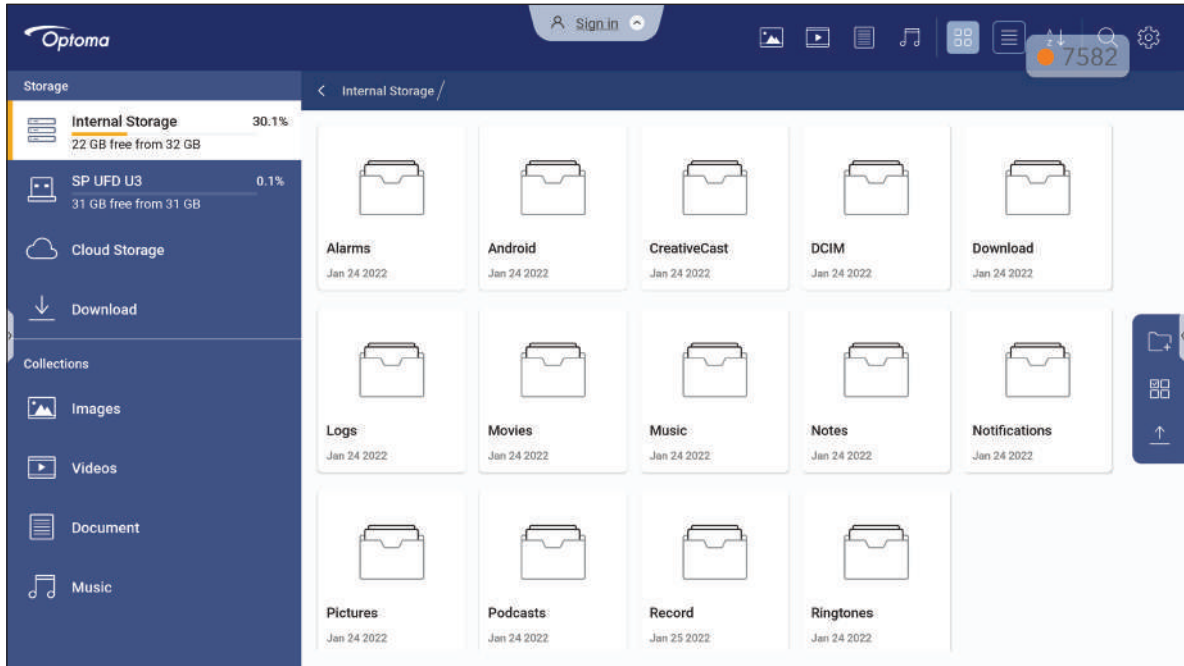 Optoma
Sign in
7582
Storage
Internal Storage 30.1%
22 GB free from 32 GB
SP UFD U3 0.1%
31 GB free from 31 GB
Cloud Storage
Download
Collections
Images
Videos
Document
Music
Internal Storage /
Alarms Android CreativeCast DCIM Download
Jan 24 2022 Jan 24 2022 Jan 24 2022 Jan 24 2022 Jan 24 2022
Logs Movies Music Notes Notifications
Jan 24 2022 Jan 24 2022 Jan 24 2022 Jan 24 2022 Jan 24 2022
Pictures Podcasts Record Ringtones
Jan 24 2022 Jan 24 2022 Jan 25 2022 Jan 24 2022